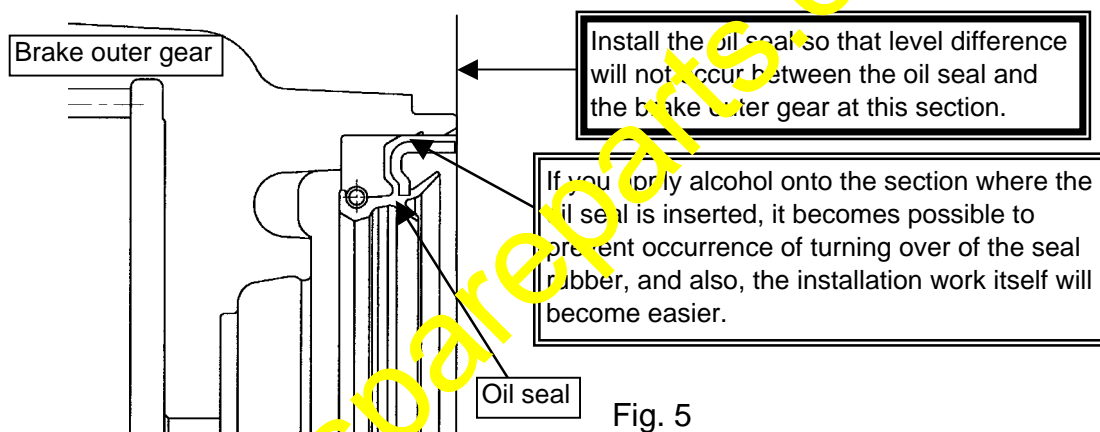 Brake outer gear
Install the oil seal so that level difference
will not occur between the oil seal and
the brake outer gear at this section.
If you apply alcohol onto the section where the
oil seal is inserted, it becomes possible to
prevent occurrence of turning over of the seal
rubber, and also, the installation work itself will
become easier.
Oil seal
Fig. 5
spareparts.c